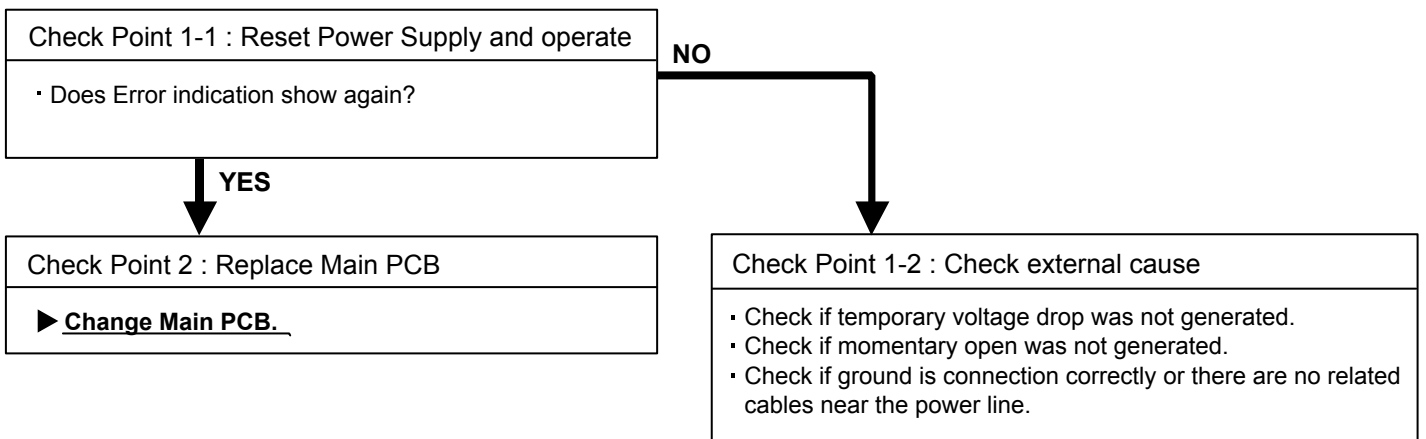 Check Point 1-1 : Reset Power Supply and operate
· Does Error indication show again?
NO
YES
Check Point 2 : Replace Main PCB
▶ Change Main PCB.
Check Point 1-2 : Check external cause
· Check if temporary voltage drop was not generated.
· Check if momentary open was not generated.
· Check if ground is connection correctly or there are no related
cables near the power line.